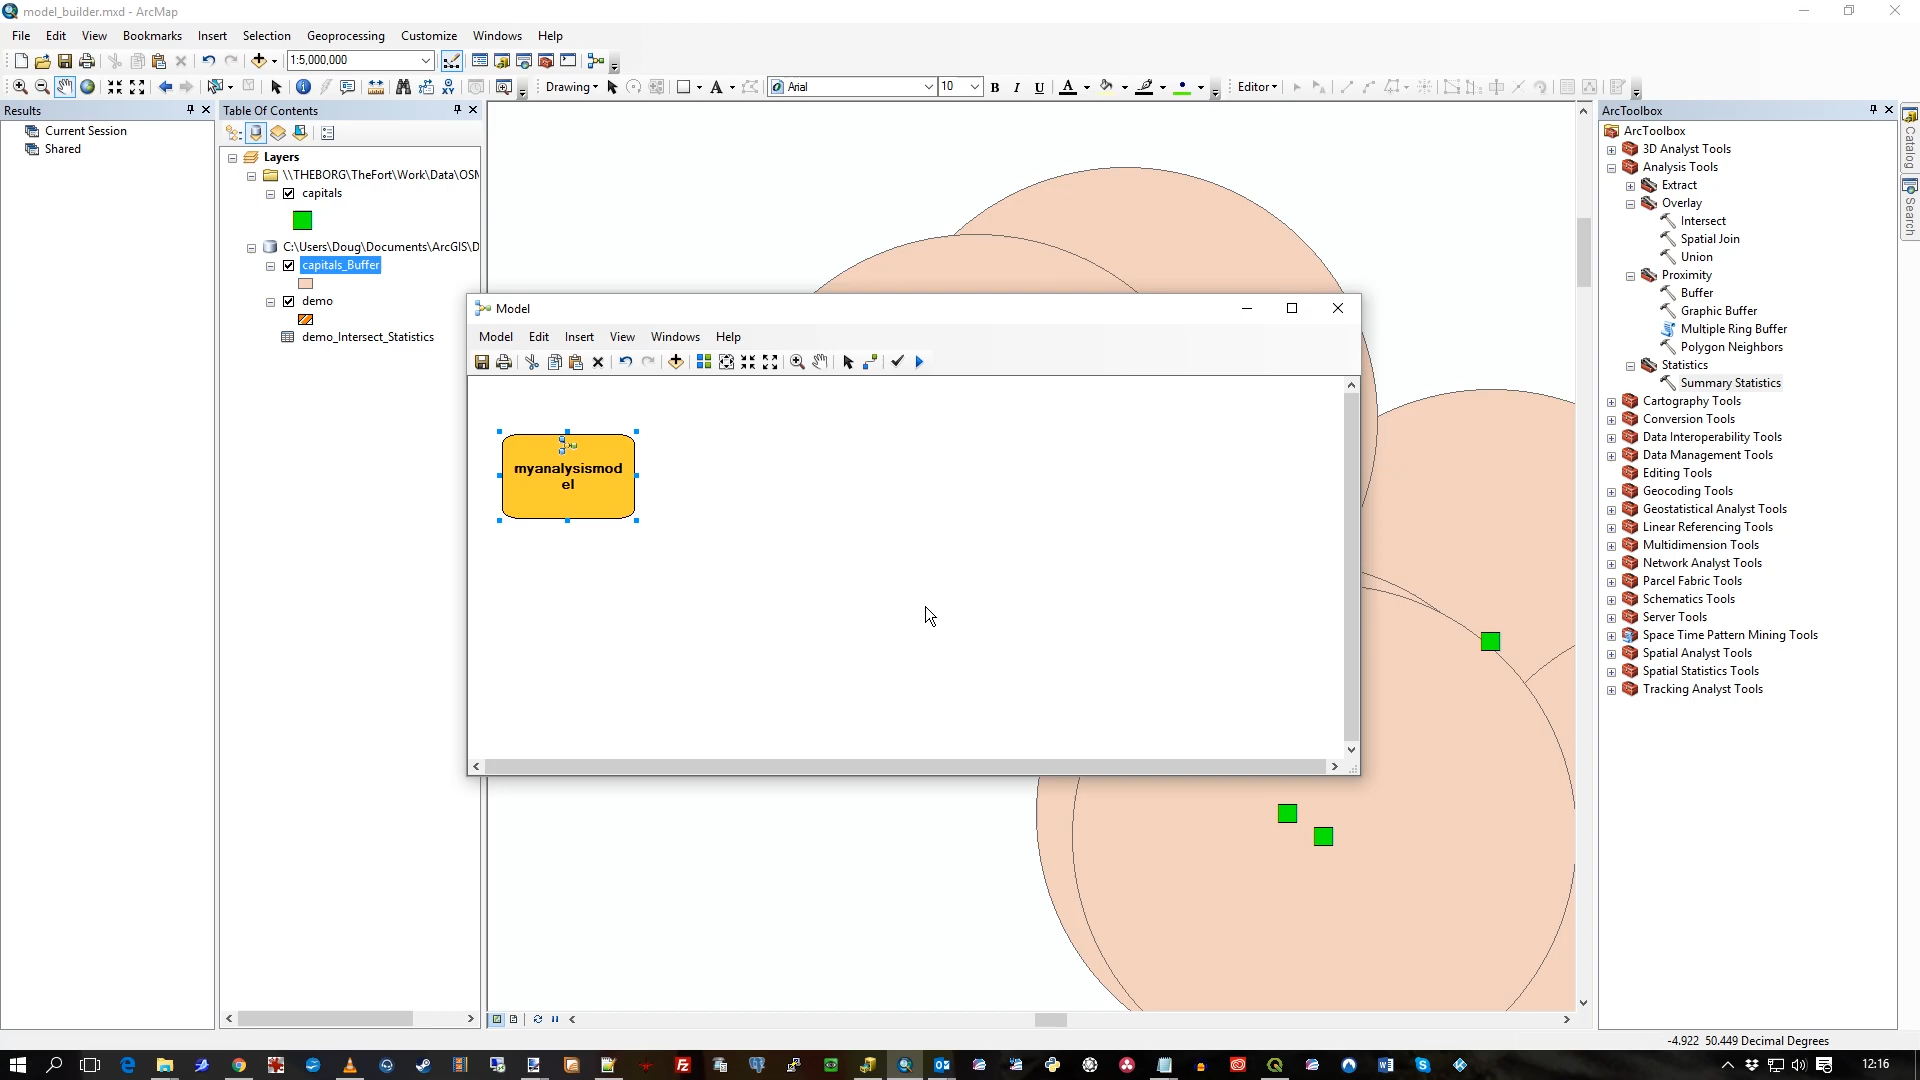 model_builder.mxd - ArcMap
File Edit View Bookmarks Insert Selection Geoprocessing Customize Windows Help
1:5,000,000
Drawing Arial 10 B I U A Editor
Results
Current Session
Shared
Table Of Contents
Layers
\\THEBORG\TheFort\Work\Data\OSM
capitals
C:\Users\Doug\Documents\ArcGIS\D
capitals_Buffer
demo
demo_Intersect_Statistics
Model
Model Edit Insert View Windows Help
myanalysismod
el
ArcToolbox
ArcToolbox
3D Analyst Tools
Analysis Tools
Extract
Overlay
Intersect
Spatial Join
Union
Proximity
Buffer
Graphic Buffer
Multiple Ring Buffer
Polygon Neighbors
Statistics
Summary Statistics
Cartography Tools
Conversion Tools
Data Interoperability Tools
Data Management Tools
Editing Tools
Geocoding Tools
Geostatistical Analyst Tools
Linear Referencing Tools
Multidimension Tools
Network Analyst Tools
Parcel Fabric Tools
Schematics Tools
Server Tools
Space Time Pattern Mining Tools
Spatial Analyst Tools
Spatial Statistics Tools
Tracking Analyst Tools
Catalog
Search
-4.922 50.449 Decimal Degrees
12:16